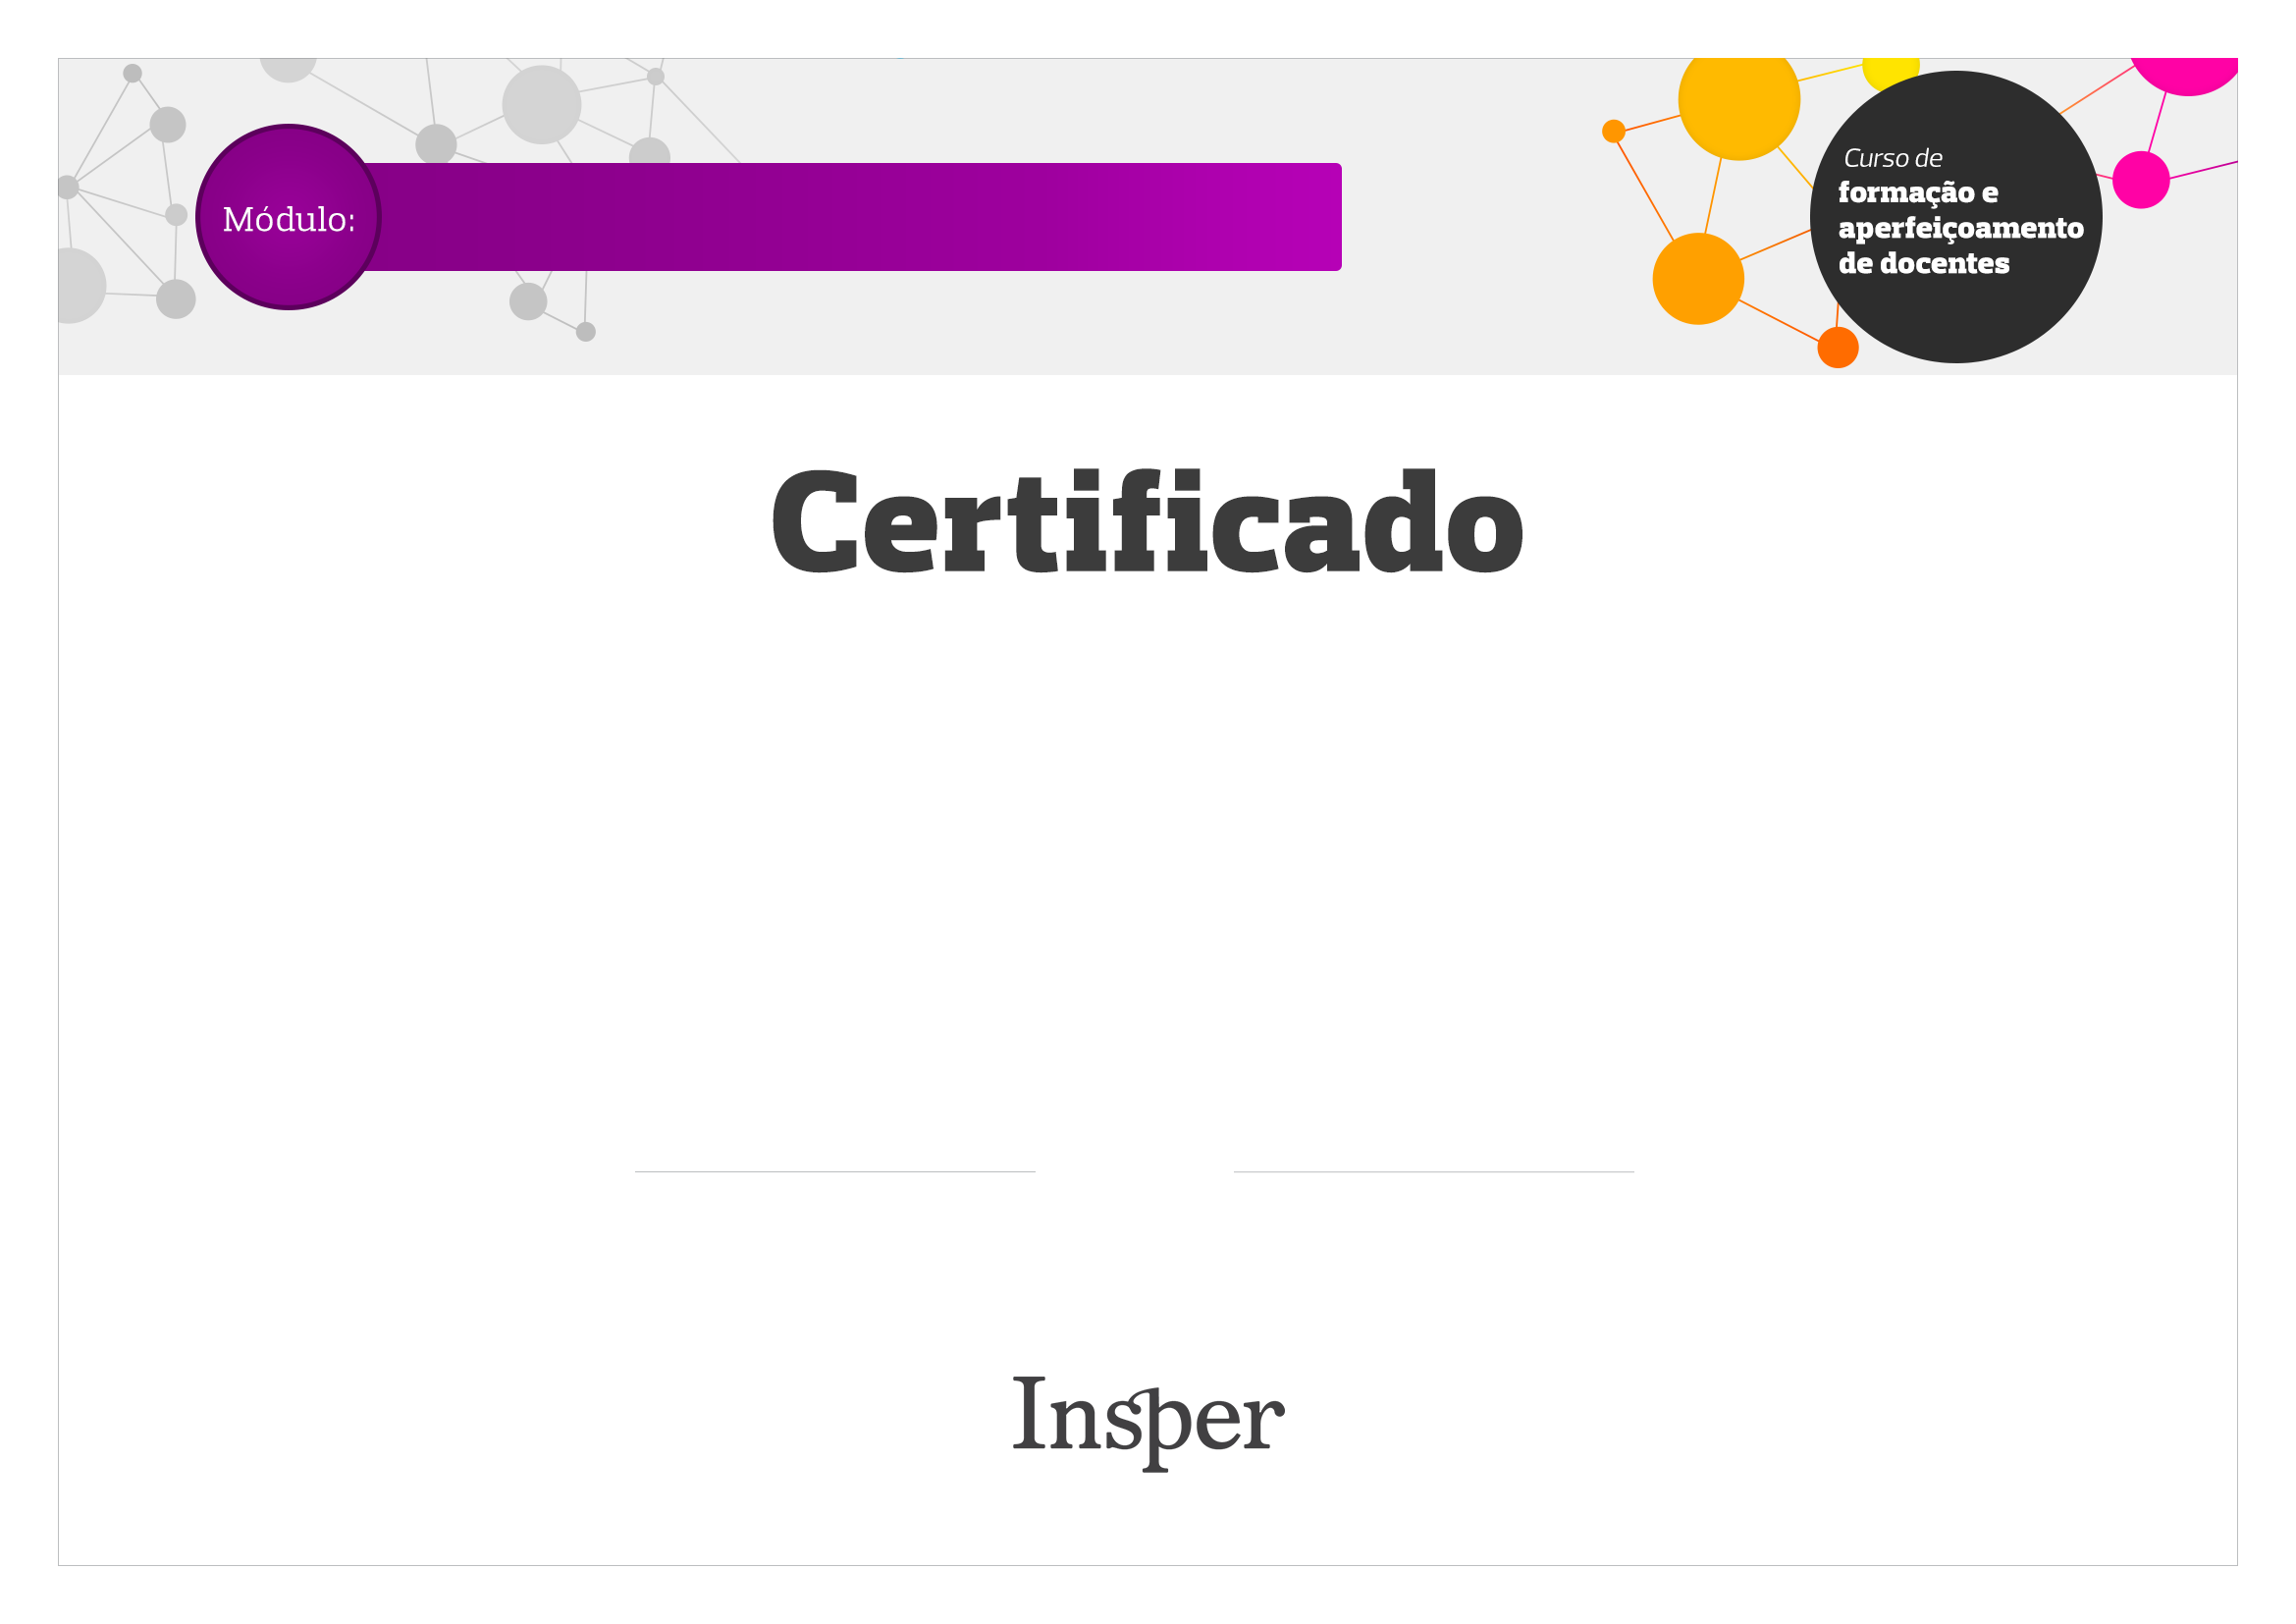 Módulo:
Curso de
formação e
aperfeiçoamento
de docentes
Certificado
Insper